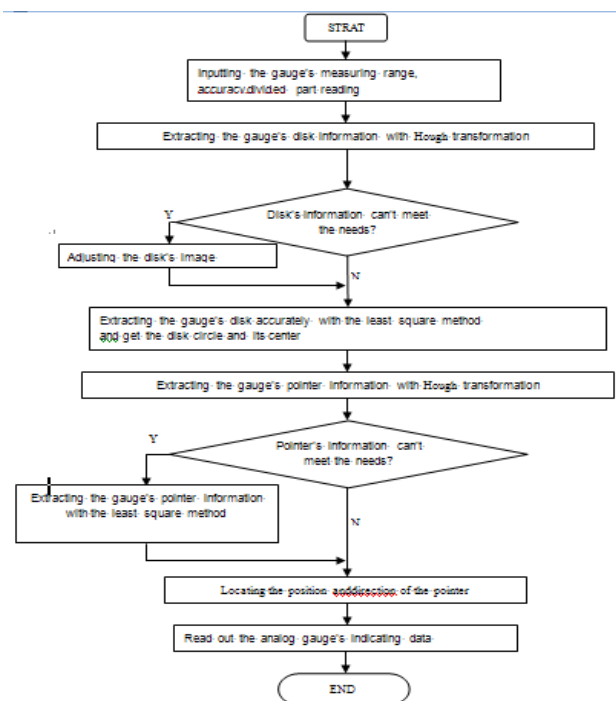 STRAT
Inputting the gauge's measuring range,
accuracy.divided part reading
Extracting the gauge's disk information with Hough transformation
Disk's information can't meet
the needs?
Y
Adjusting the disk's image
N
Extracting the gauge's disk accurately with the least square method
and get the disk circle and its center
Extracting the gauge's pointer information with Hough transformation
Pointer's information can't
meet the needs?
Y
Extracting the gauge's pointer information
with the least square method
N
Locating the position anddirection of the pointer
Read out the analog gauge's indicating data
END